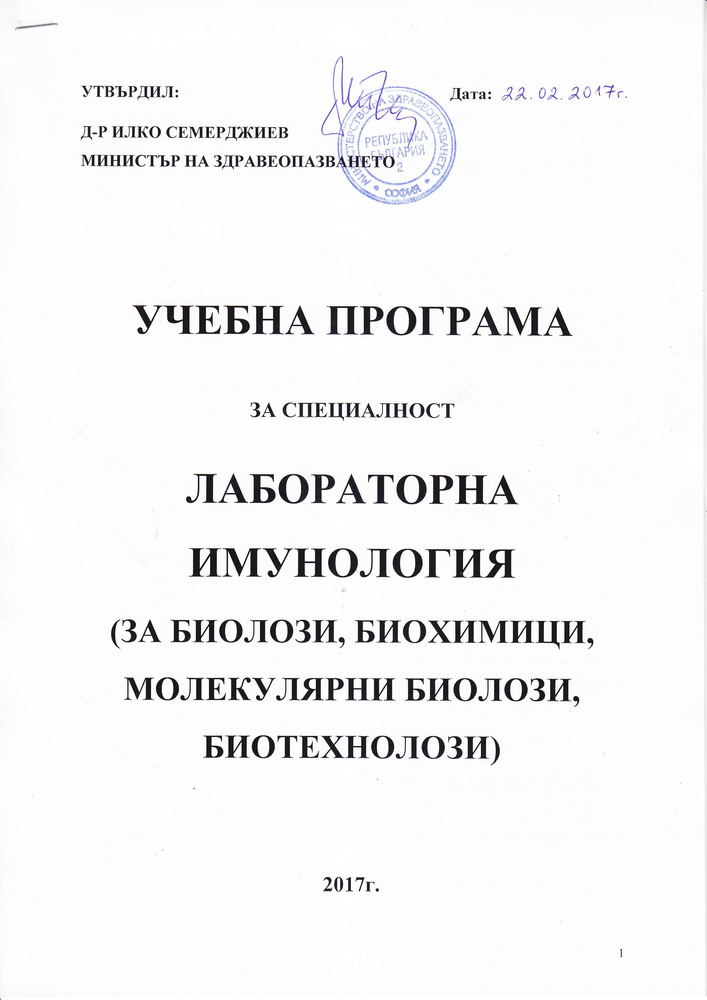 УТВЪРДИЛ:
Дата: 22.02.2017г.
Д-Р ИЛКО СЕМЕРДЖИЕВ
МИНИСТЪР НА ЗДРАВЕОПАЗВАНЕТО
МИНИСТЕРСТВО НА ЗДРАВЕОПАЗВАНЕТО
РЕПУБЛИКА
БЪЛГАРИЯ
2
СОФИЯ
УЧЕБНА ПРОГРАМА
ЗА СПЕЦИАЛНОСТ
ЛАБОРАТОРНА
ИМУНОЛОГИЯ
(ЗА БИОЛОЗИ, БИОХИМИЦИ,
МОЛЕКУЛЯРНИ БИОЛОЗИ,
БИОТЕХНОЛОЗИ)
2017г.
1